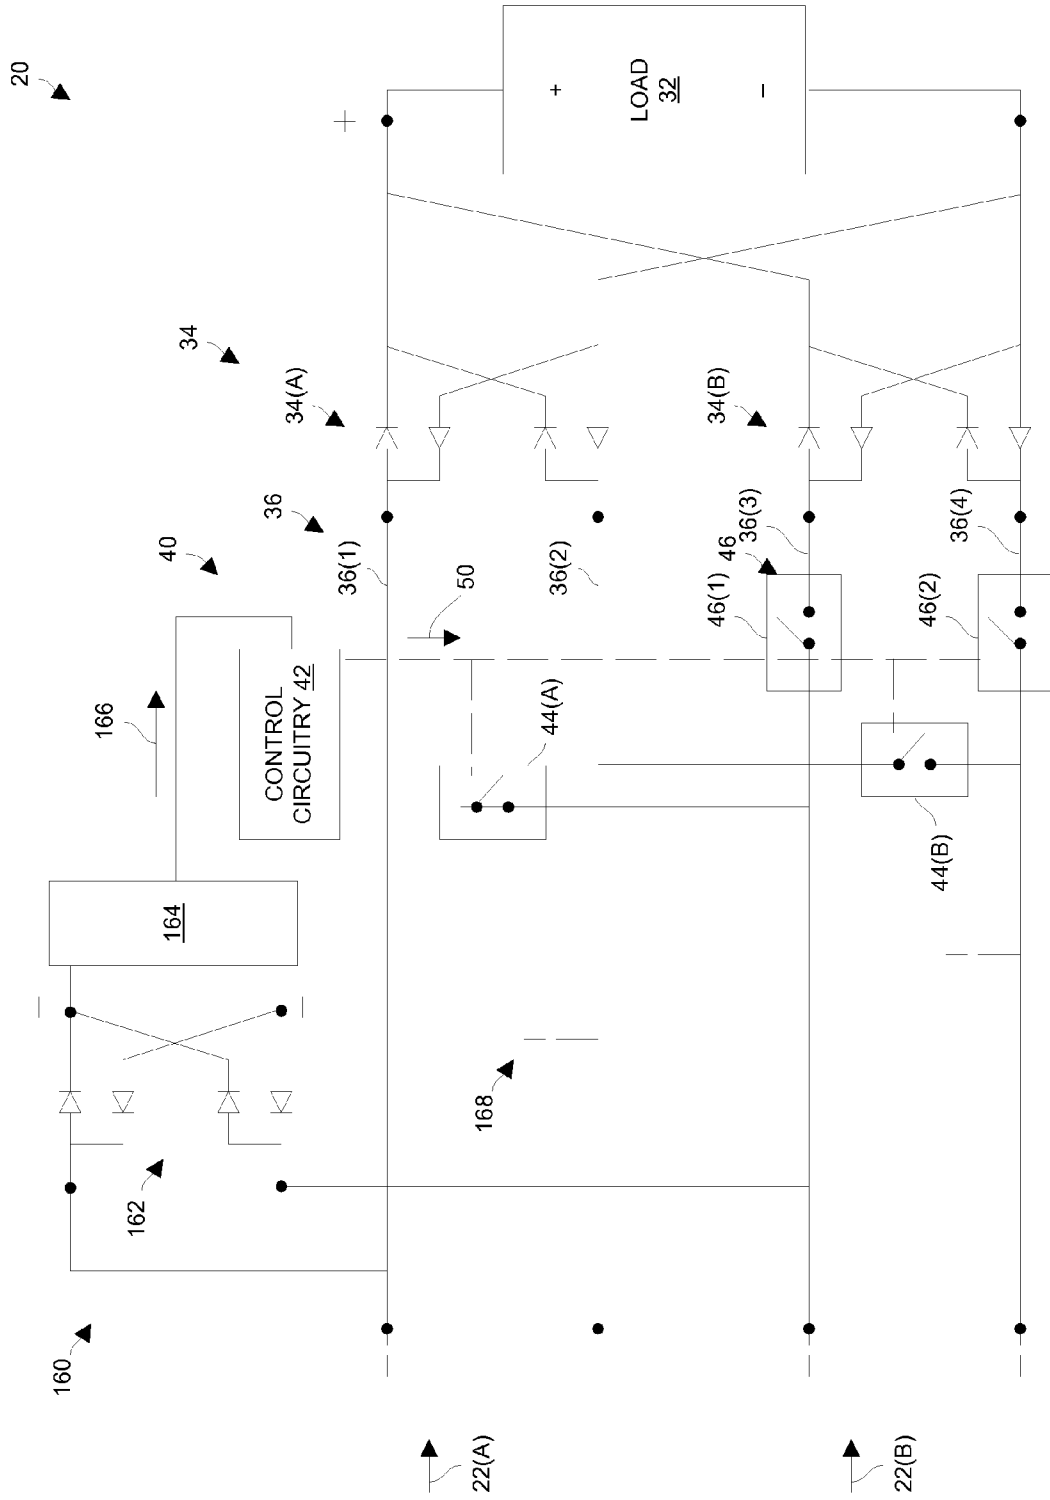 20
+
+
LOAD
32
−
34
34(A)
34(B)
36
36(1)
36(2)
36(3)
36(4)
40
CONTROL
CIRCUITRY 42
50
46
46(1)
46(2)
44(A)
44(B)
166
164
162
168
160
22(A)
22(B)